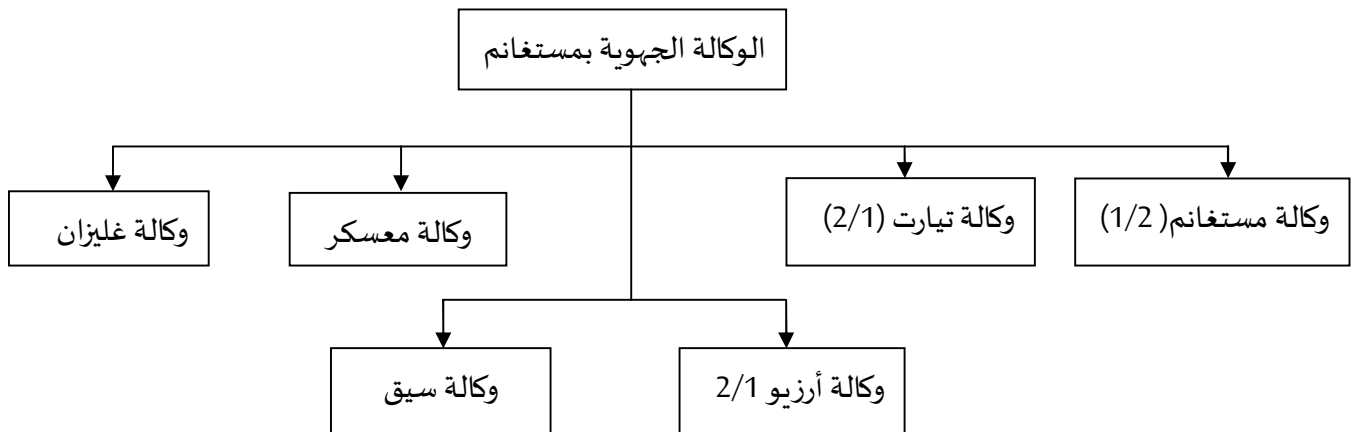 الوكالة الجهوية بمستغانم
وكالة مستغانم( 1/2)
وكالة تيارت (2/1)
وكالة معسكر
وكالة غليزان
وكالة أرزيو 2/1
وكالة سيق